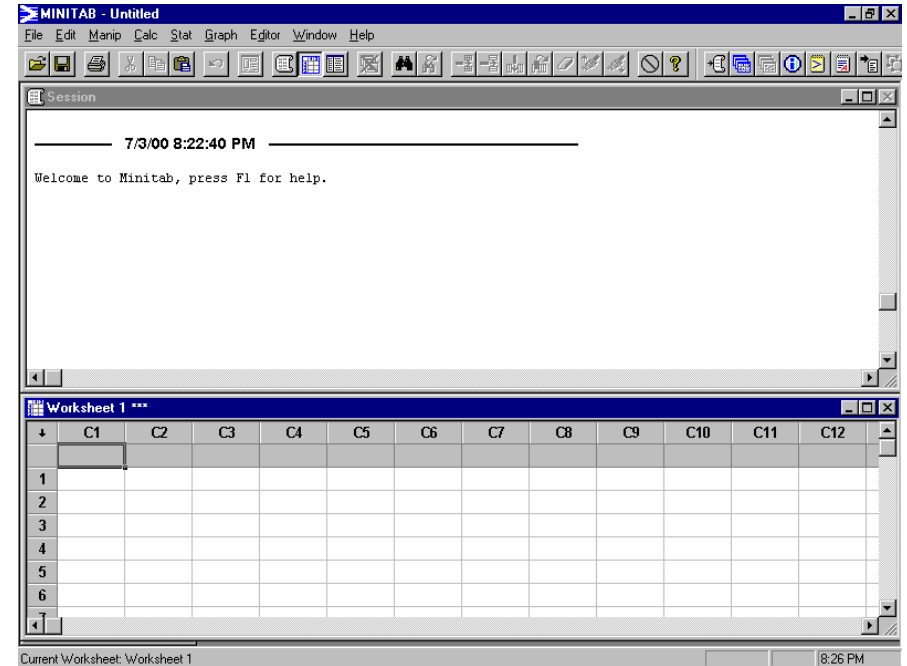 MINITAB - Untitled
File Edit Manip Calc Stat Graph Editor Window Help
Session
7/3/00 8:22:40 PM
Welcome to Minitab, press F1 for help.
Worksheet 1 ***
C1 C2 C3 C4 C5 C6 C7 C8 C9 C10 C11 C12
1
2
3
4
5
6
7
Current Worksheet: Worksheet 1 8:26 PM